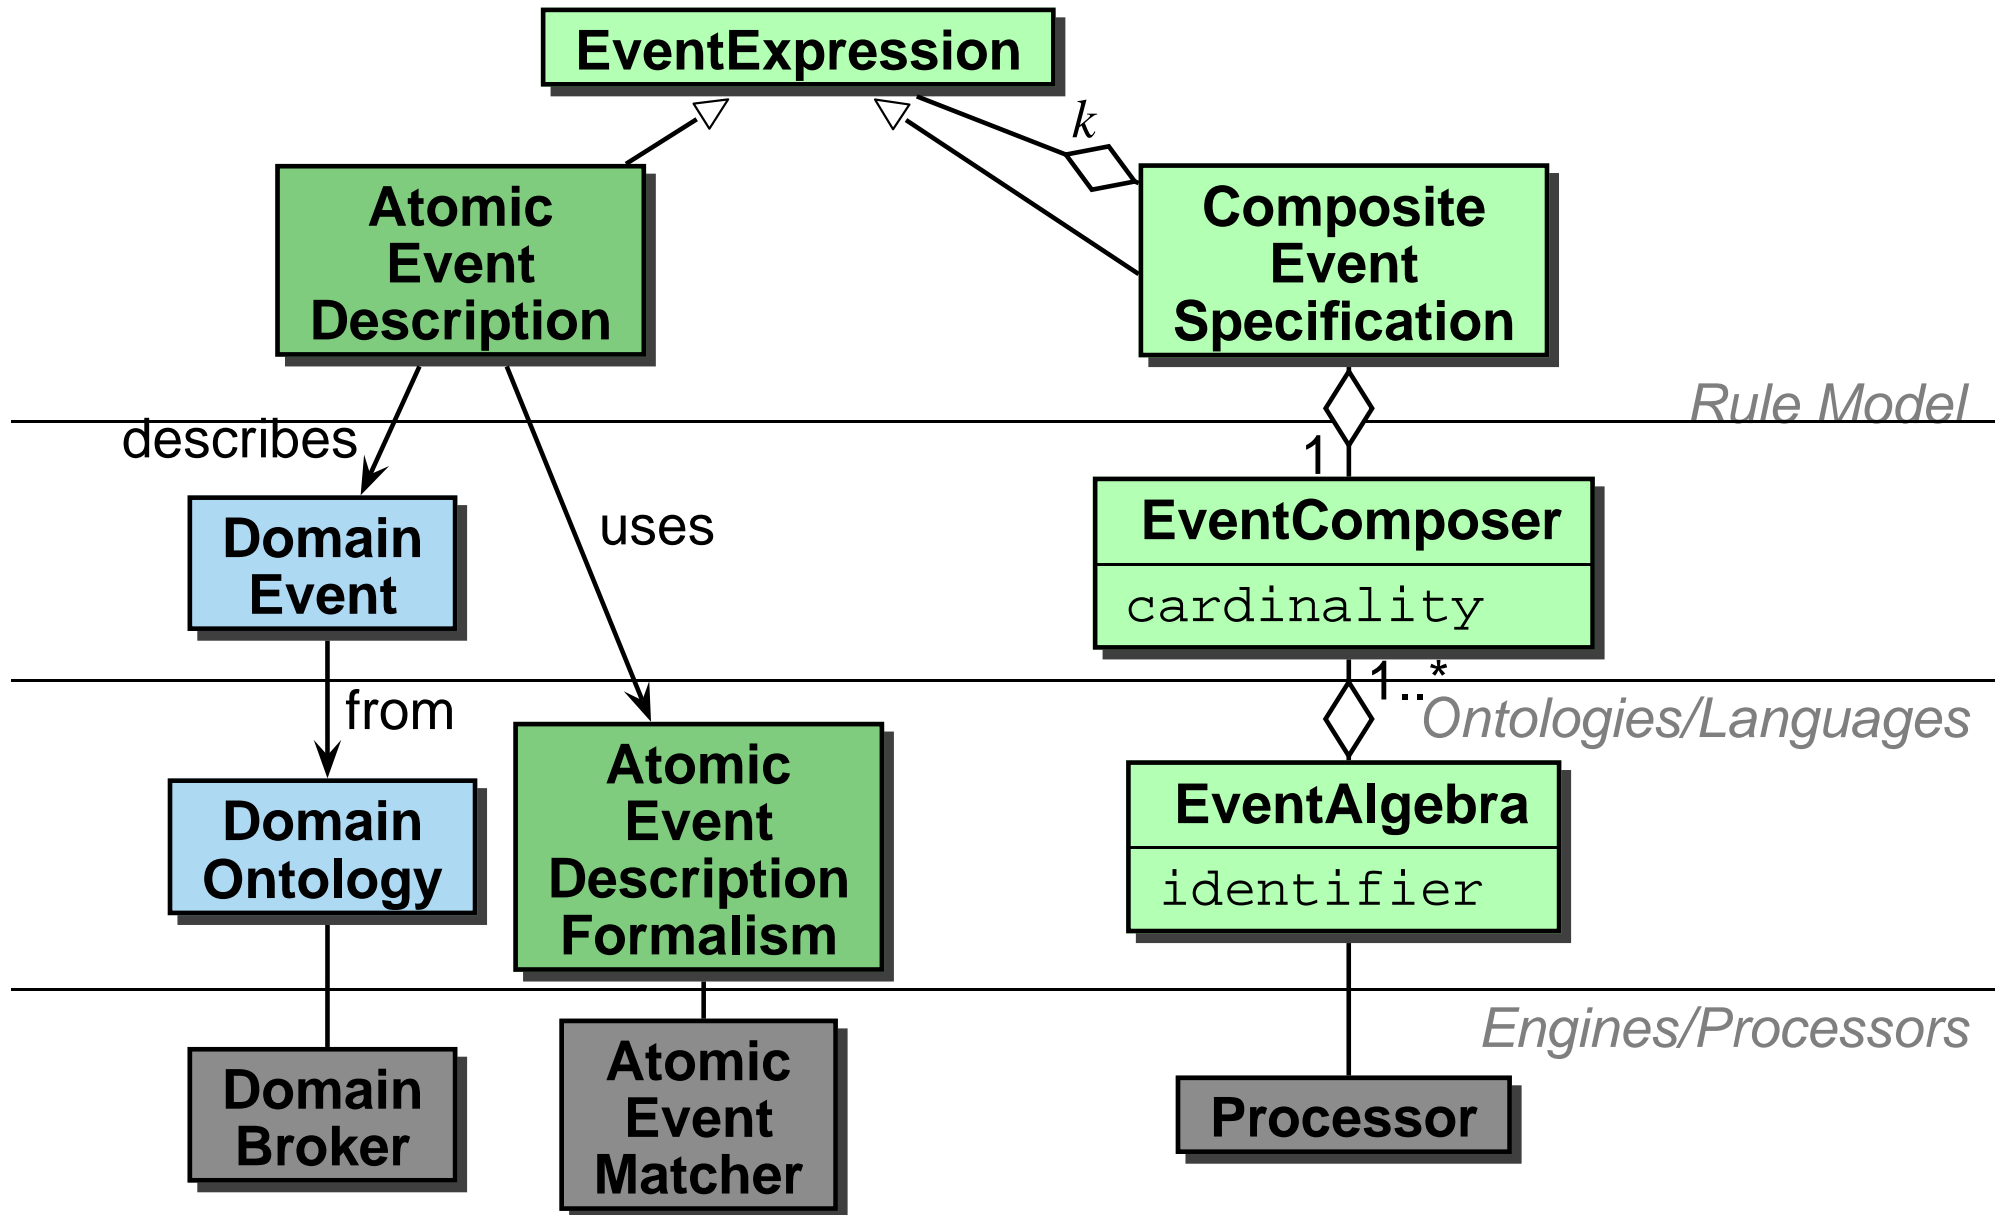 EventExpression
k
Atomic
Event
Description
Composite
Event
Specification
Rule Model
describes
1
Domain
Event
uses
EventComposer
cardinality
1..*
from
Ontologies/Languages
Domain
Ontology
Atomic
Event
Description
Formalism
EventAlgebra
identifier
Engines/Processors
Domain
Broker
Atomic
Event
Matcher
Processor